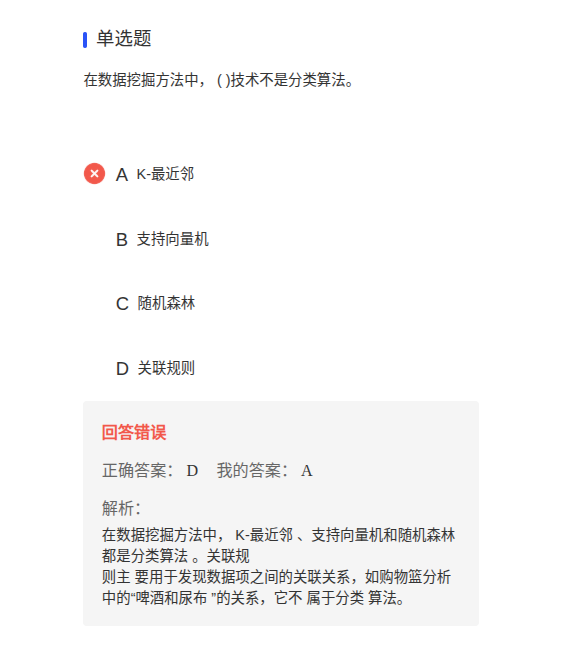 单选题
在数据挖掘方法中， ( )技术不是分类算法。
A K-最近邻
B 支持向量机
C 随机森林
D 关联规则
回答错误
正确答案： D 我的答案： A
解析：
在数据挖掘方法中， K-最近邻 、支持向量机和随机森林
都是分类算法 。关联规
则主 要用于发现数据项之间的关联关系，如购物篮分析
中的“啤酒和尿布 ”的关系，它不 属于分类 算法。